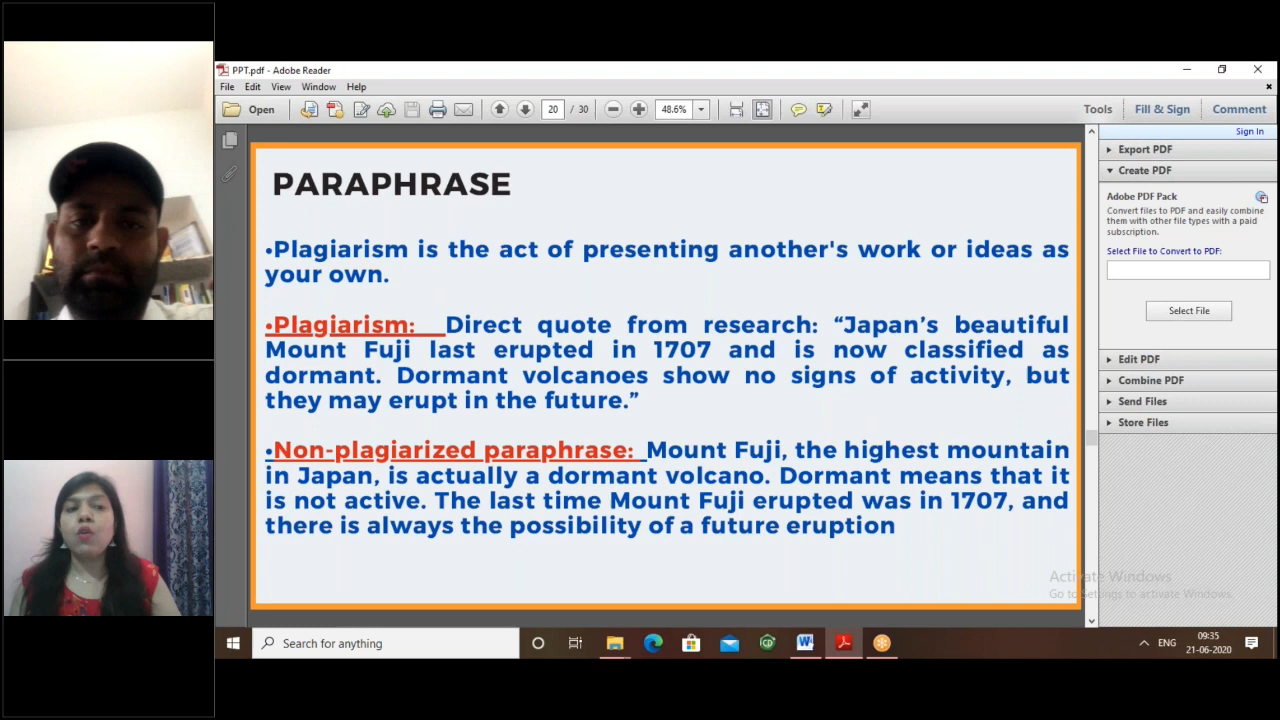 PPT.pdf - Adobe Reader
File Edit View Window Help
Open 20 / 30 48.6% Tools Fill & Sign Comment
Sign In
Export PDF
Create PDF
Adobe PDF Pack
Convert files to PDF and easily combine
them with other file types with a paid
subscription.
Select File to Convert to PDF:
Select File
Edit PDF
Combine PDF
Send Files
Store Files
PARAPHRASE
•Plagiarism is the act of presenting another's work or ideas as
your own.
•Plagiarism: Direct quote from research: “Japan’s beautiful
Mount Fuji last erupted in 1707 and is now classified as
dormant. Dormant volcanoes show no signs of activity, but
they may erupt in the future.”
•Non-plagiarized paraphrase: Mount Fuji, the highest mountain
in Japan, is actually a dormant volcano. Dormant means that it
is not active. The last time Mount Fuji erupted was in 1707, and
there is always the possibility of a future eruption
Activate Windows
Go to Settings to activate Windows.
Search for anything
ENG
09:35
21-06-2020